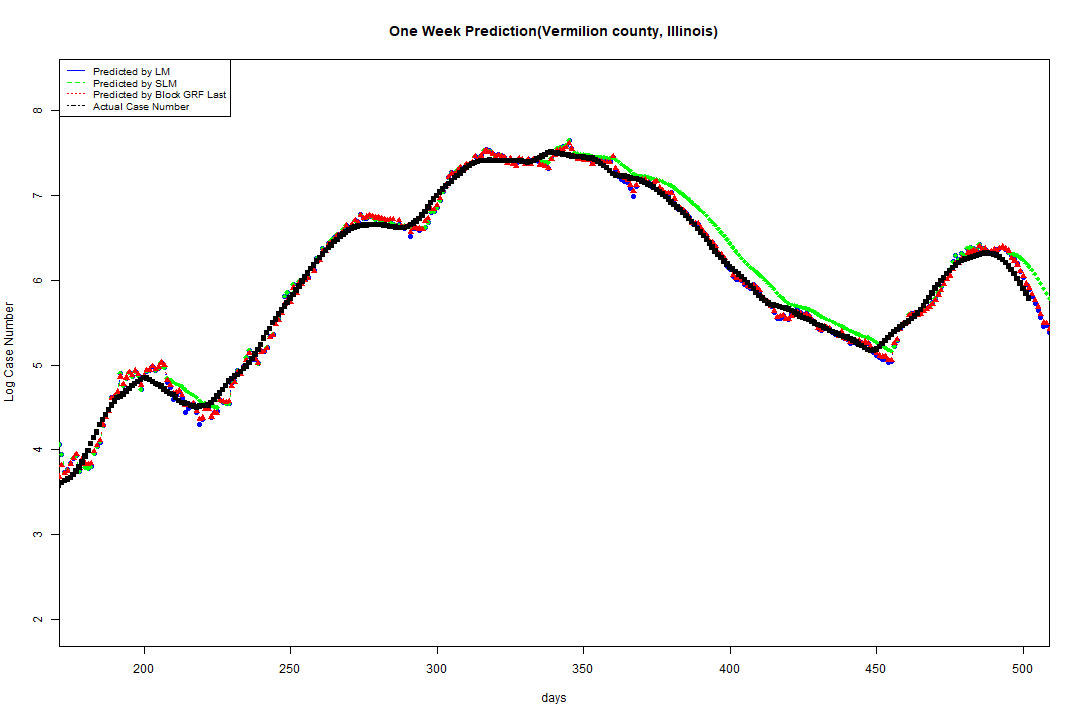 One Week Prediction(Vermilion county, Illinois)
Predicted by LM
Predicted by SLM
Predicted by Block GRF Last
Actual Case Number
8
7
6
5
4
3
2
Log Case Number
200 250 300 350 400 450 500
days